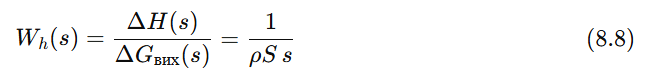 W_h(s) = ΔH(s) / ΔG_вих(s) = 1 / ρS s (8.8)